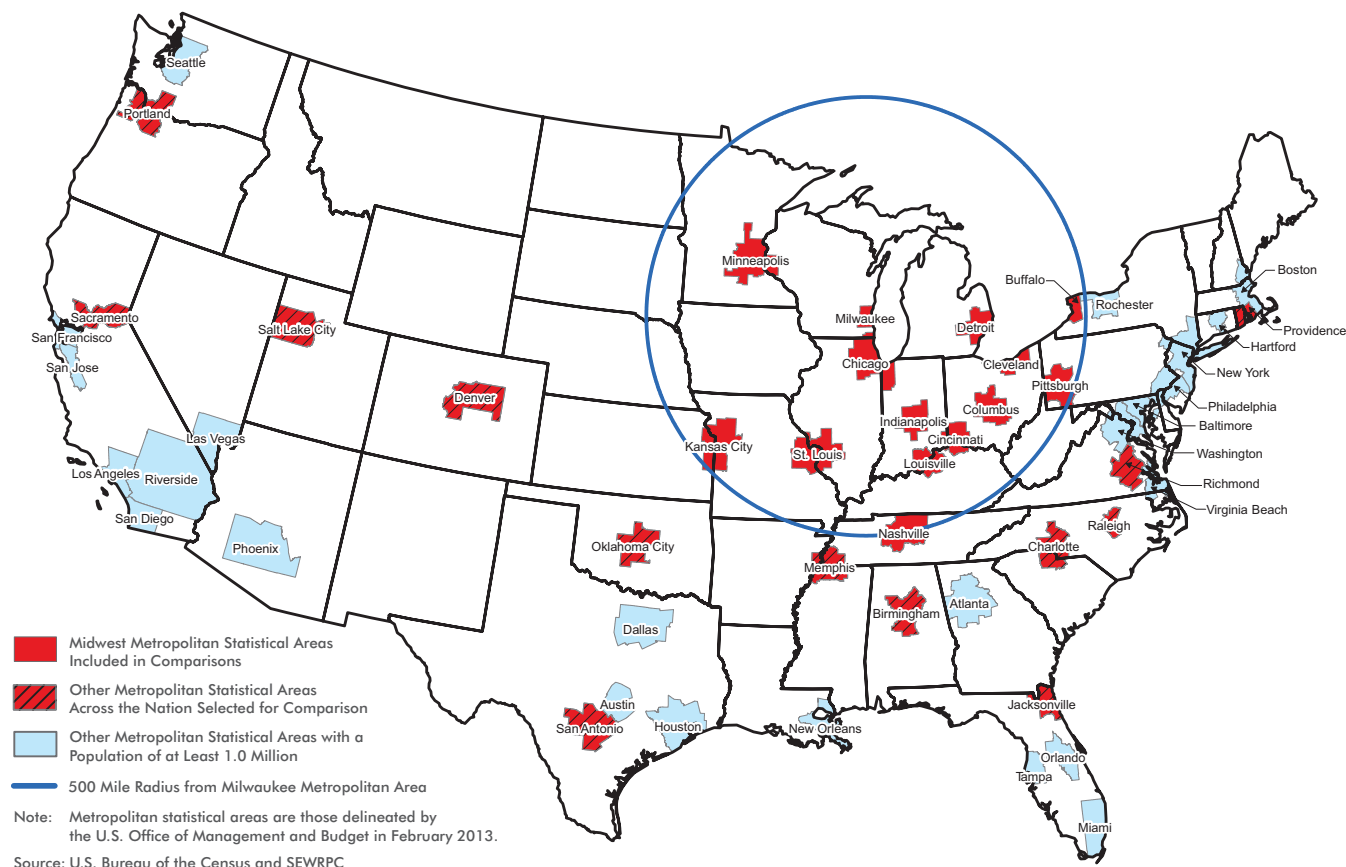 Seattle
Portland
Minneapolis
Boston
Buffalo
Rochester
Sacramento
Milwaukee
Salt Lake City
Detroit
Providence
San Francisco
Hartford
Chicago
Cleveland
San Jose
New York
Pittsburgh
Denver
Philadelphia
Columbus
Indianapolis
Baltimore
Las Vegas
Cincinnati
Kansas City
St. Louis
Washington
Louisville
Los Angeles
Riverside
Richmond
Virginia Beach
San Diego
Raleigh
Nashville
Oklahoma City
Charlotte
Phoenix
Memphis
Atlanta
Birmingham
Dallas
Midwest Metropolitan Statistical Areas
Included in Comparisons
Other Metropolitan Statistical Areas
Across the Nation Selected for Comparison
Austin
Jacksonville
San Antonio
Houston
New Orleans
Other Metropolitan Statistical Areas with a
Population of at Least 1.0 Million
Orlando
Tampa
500 Mile Radius from Milwaukee Metropolitan Area
Note: Metropolitan statistical areas are those delineated by
the U.S. Office of Management and Budget in February 2013.
Miami
Source: U.S. Bureau of the Census and SEWRPC